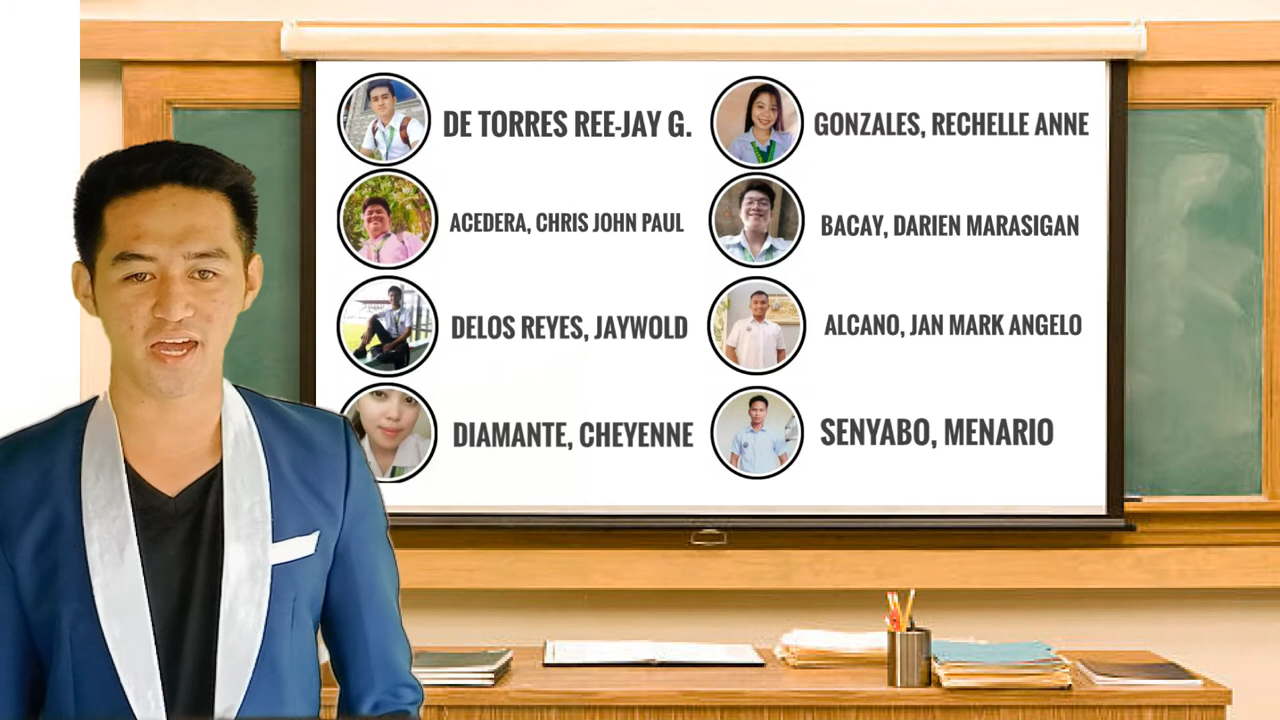 DE TORRES REE-JAY G.
GONZALES, RECHELLE ANNE
ACEDERA, CHRIS JOHN PAUL
BACAY, DARIEN MARASIGAN
DELOS REYES, JAYWOLD
ALCANO, JAN MARK ANGELO
DIAMANTE, CHEYENNE
SENYABO, MENARIO